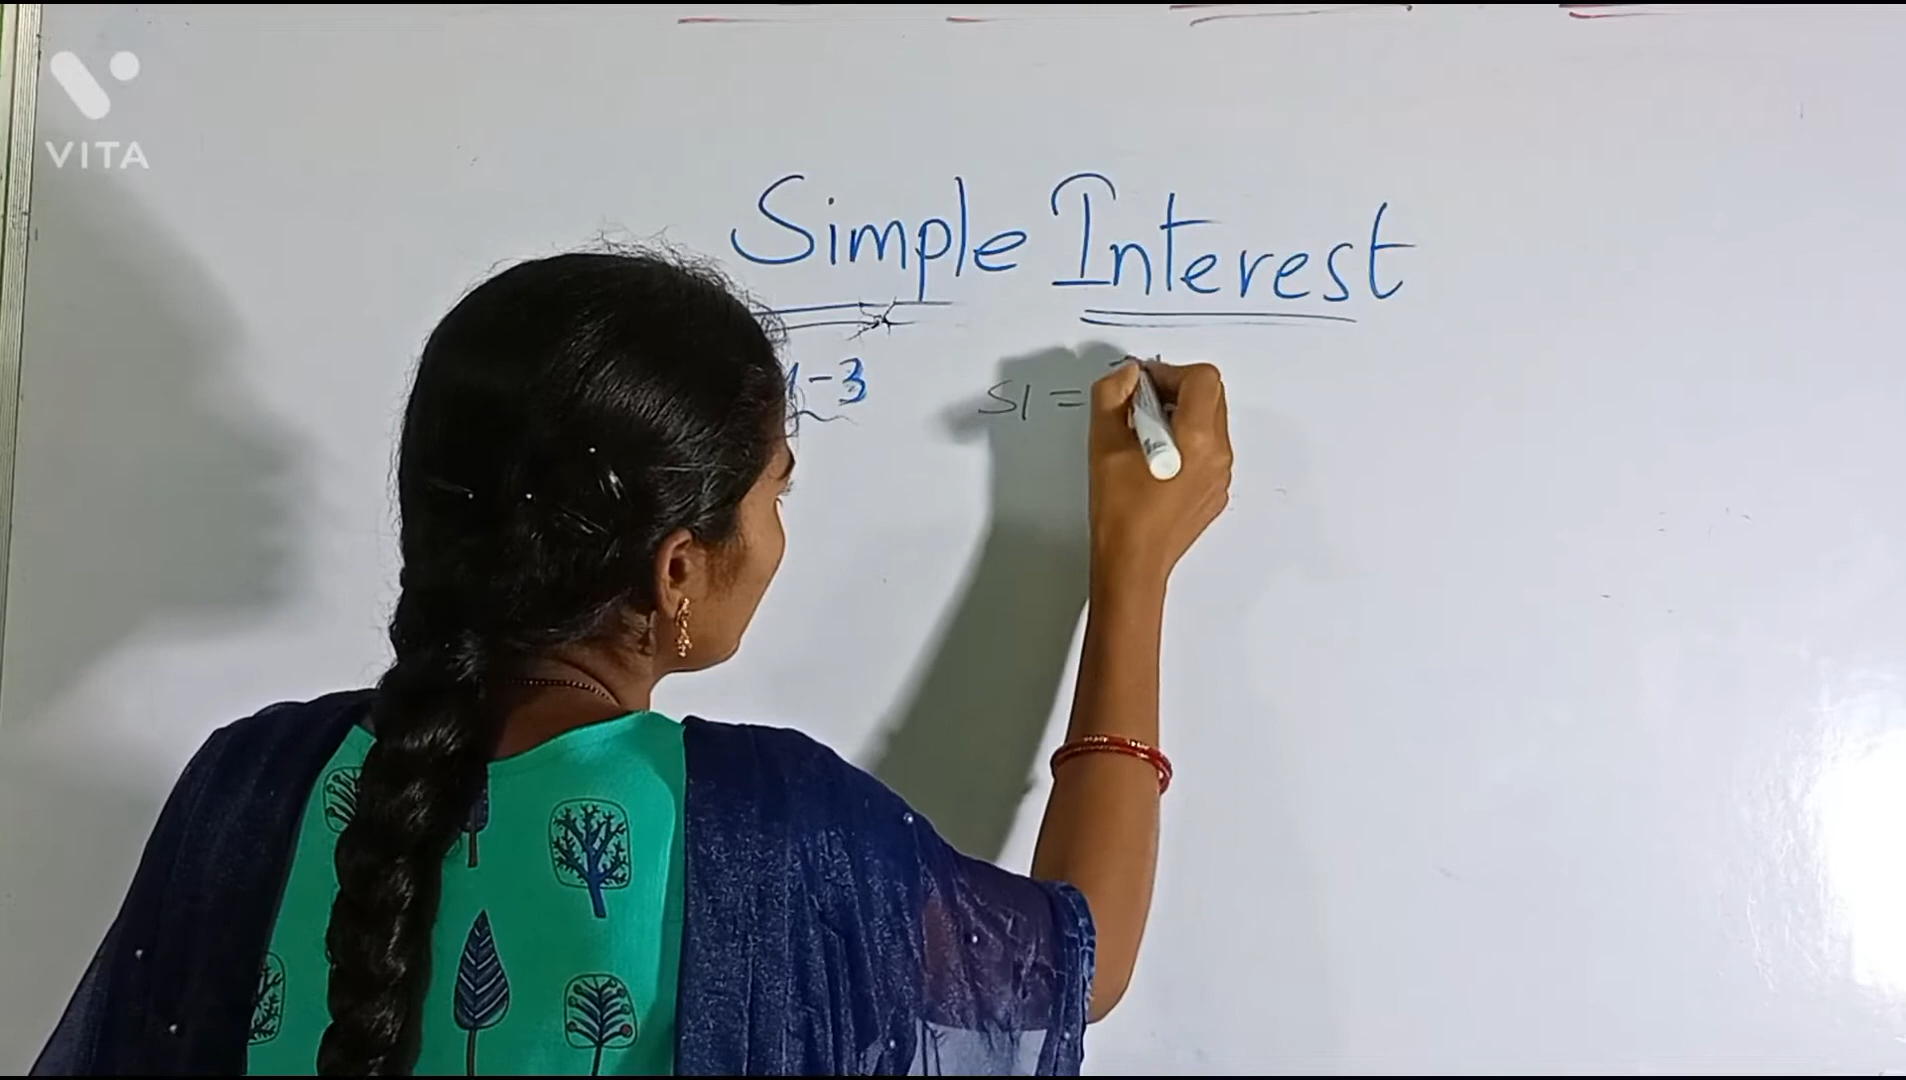 VITA
Simple Interest
-3 SI =